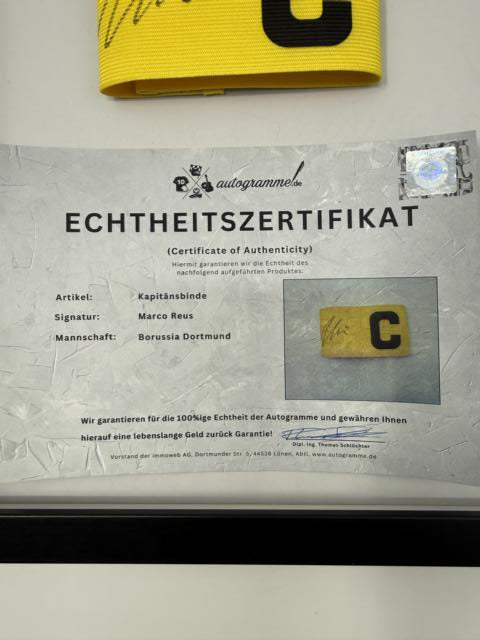 C
10
autogramme!.de
ECHTHEITSZERTIFIKAT
(Certificate of Authenticity)
Hiermit garantieren wir die Echtheit des
nachfolgend aufgeführten Produktes:
Artikel: Kapitänsbinde
Signatur: Marco Reus
Mannschaft: Borussia Dortmund
C
Wir garantieren für die 100%ige Echtheit der Autogramme und gewähren Ihnen
hierauf eine lebenslange Geld zurück Garantie!
Dipl. Ing. Thomas Schlüchter
Vorstand der immoweb AG, Dortmunder Str. 5, 44536 Lünen, Abtl. www.autogramme.de